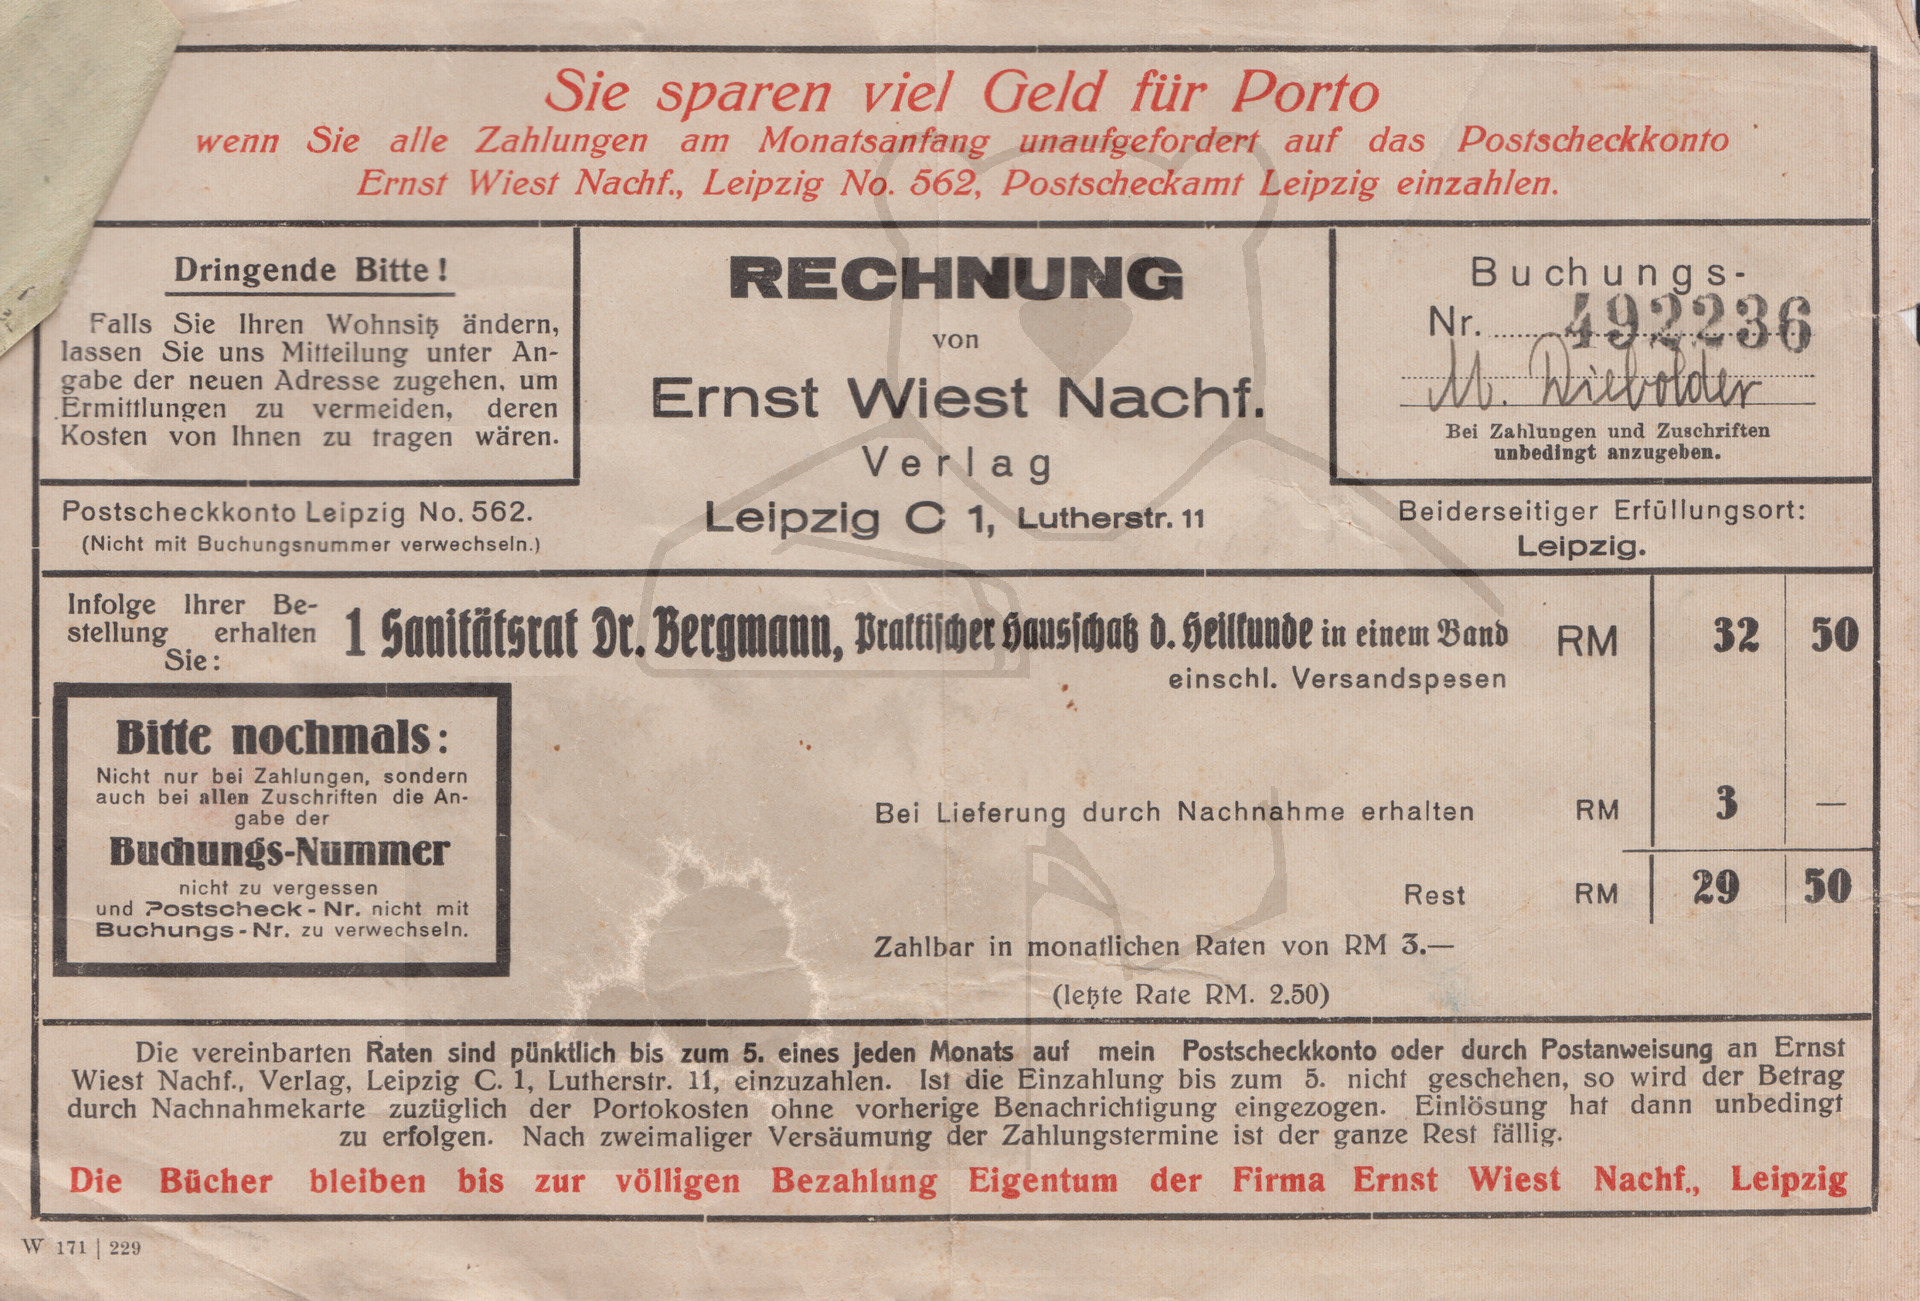 Sie sparen viel Geld für Porto
wenn Sie alle Zahlungen am Monatsanfang unaufgefordert auf das Postscheckkonto
Ernst Wiest Nachf., Leipzig No. 562, Postscheckamt Leipzig einzahlen.
Dringende Bitte!
Falls Sie Ihren Wohnsitz ändern,
lassen Sie uns Mitteilung unter An-
gabe der neuen Adresse zugehen, um
Ermittlungen zu vermeiden, deren
Kosten von Ihnen zu tragen wären.
Postscheckkonto Leipzig No. 562.
(Nicht mit Buchungsnummer verwechseln.)
RECHNUNG
von
Ernst Wiest Nachf.
Verlag
Leipzig C 1, Lutherstr. 11
Buchungs-
Nr. 492236
M.
Bei Zahlungen und Zuschriften
unbedingt anzugeben.
Beiderseitiger Erfüllungsort:
Leipzig.
Infolge Ihrer Be-
stellung erhalten
Sie:
1 Sanitätsrat Dr. Bergmann, Praktischer Hausschatz d. Heilkunde in einem Band RM 32 50
einschl. Versandspesen
Bitte nochmals:
Nicht nur bei Zahlungen, sondern
auch bei allen Zuschriften die An-
gabe der
Buchungs-Nummer
nicht zu vergessen
und Postscheck-Nr. nicht mit
Buchungs-Nr. zu verwechseln.
Bei Lieferung durch Nachnahme erhalten RM 3 —
Rest RM 29 50
Zahlbar in monatlichen Raten von RM 3.—
(letzte Rate RM. 2.50)
Die vereinbarten Raten sind pünktlich bis zum 5. eines jeden Monats auf mein Postscheckkonto oder durch Postanweisung an Ernst
Wiest Nachf., Verlag, Leipzig C. 1, Lutherstr. 11, einzuzahlen. Ist die Einzahlung bis zum 5. nicht geschehen, so wird der Betrag
durch Nachnahmekarte zuzüglich der Portokosten ohne vorherige Benachrichtigung eingezogen. Einlösung hat dann unbedingt
zu erfolgen. Nach zweimaliger Versäumung der Zahlungstermine ist der ganze Rest fällig.
Die Bücher bleiben bis zur völligen Bezahlung Eigentum der Firma Ernst Wiest Nachf., Leipzig
W 171 | 229